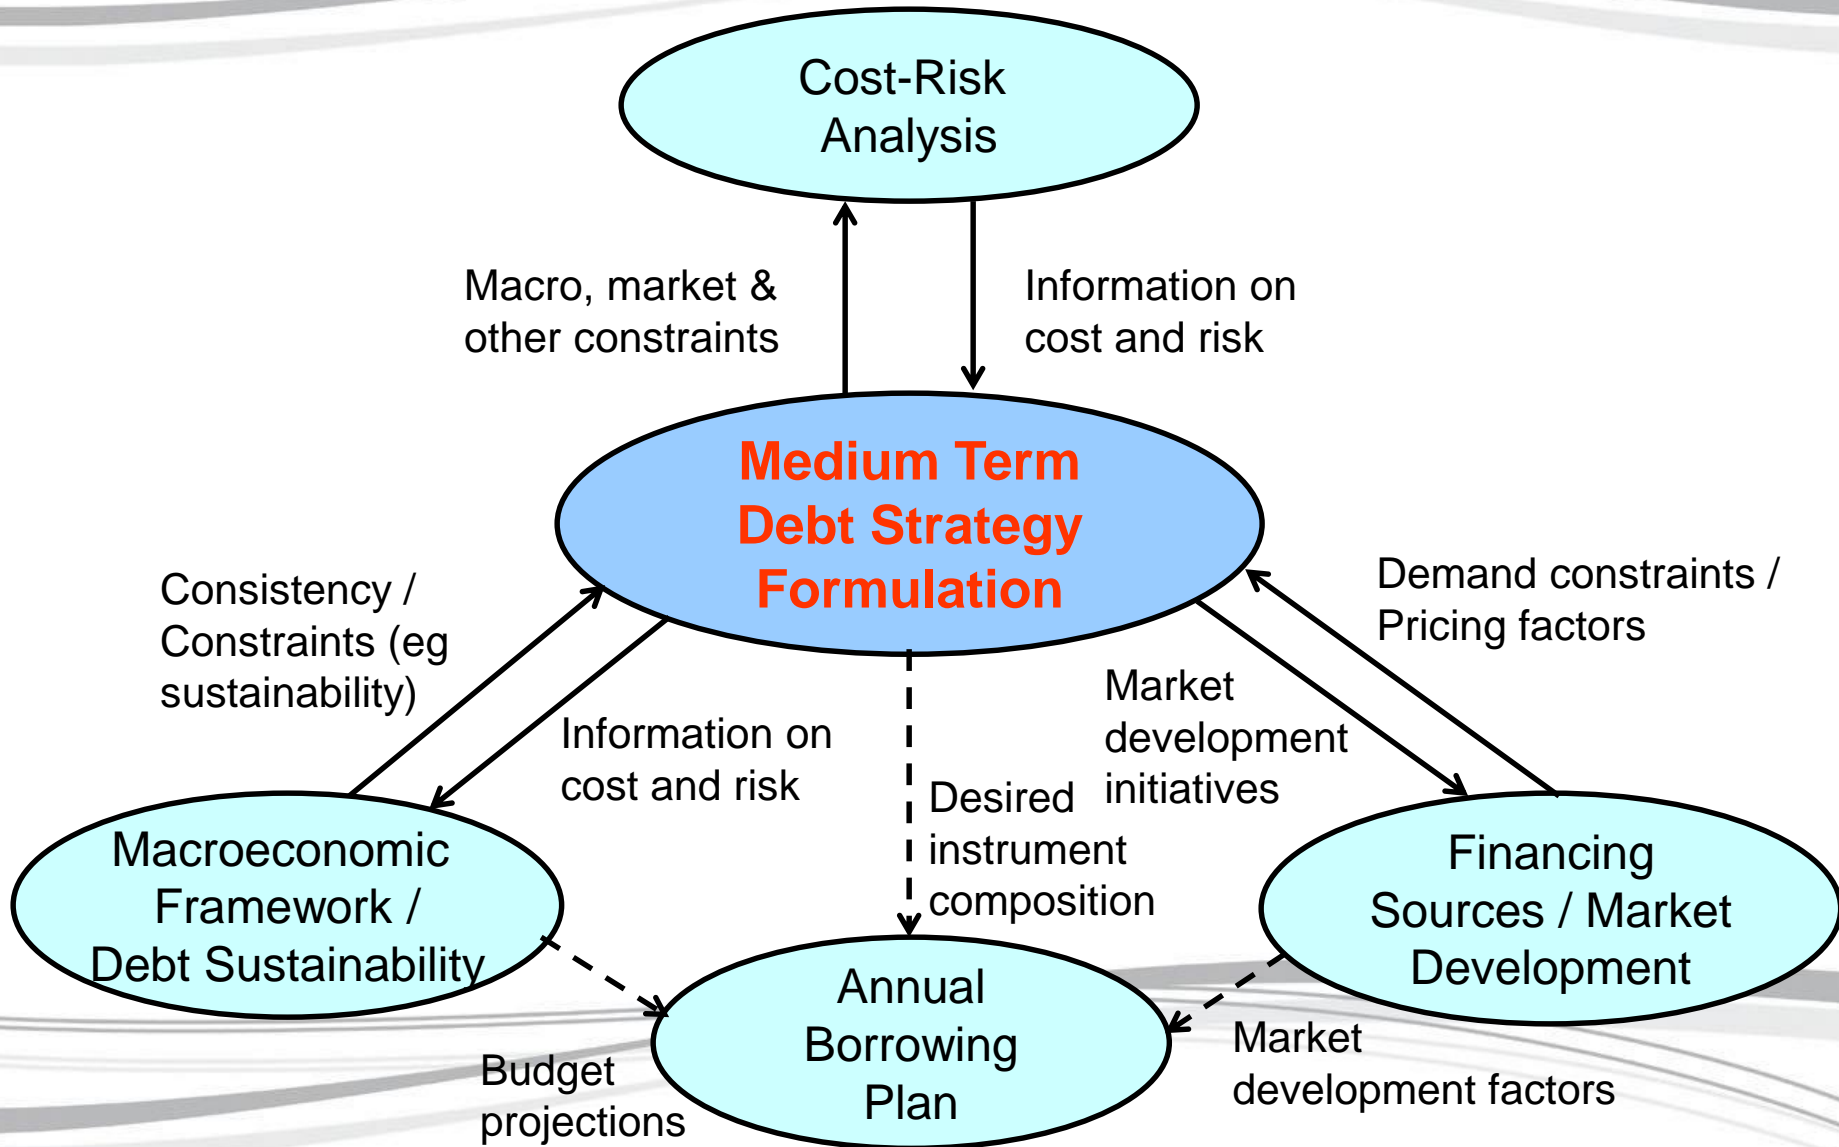 Cost-Risk
Analysis
Macro, market &
other constraints
Information on
cost and risk
Medium Term
Debt Strategy
Formulation
Consistency /
Constraints (eg
sustainability)
Demand constraints /
Pricing factors
Information on
cost and risk
Market
development
initiatives
Desired
instrument
composition
Macroeconomic
Framework /
Debt Sustainability
Financing
Sources / Market
Development
Annual
Borrowing
Plan
Budget
projections
Market
development factors